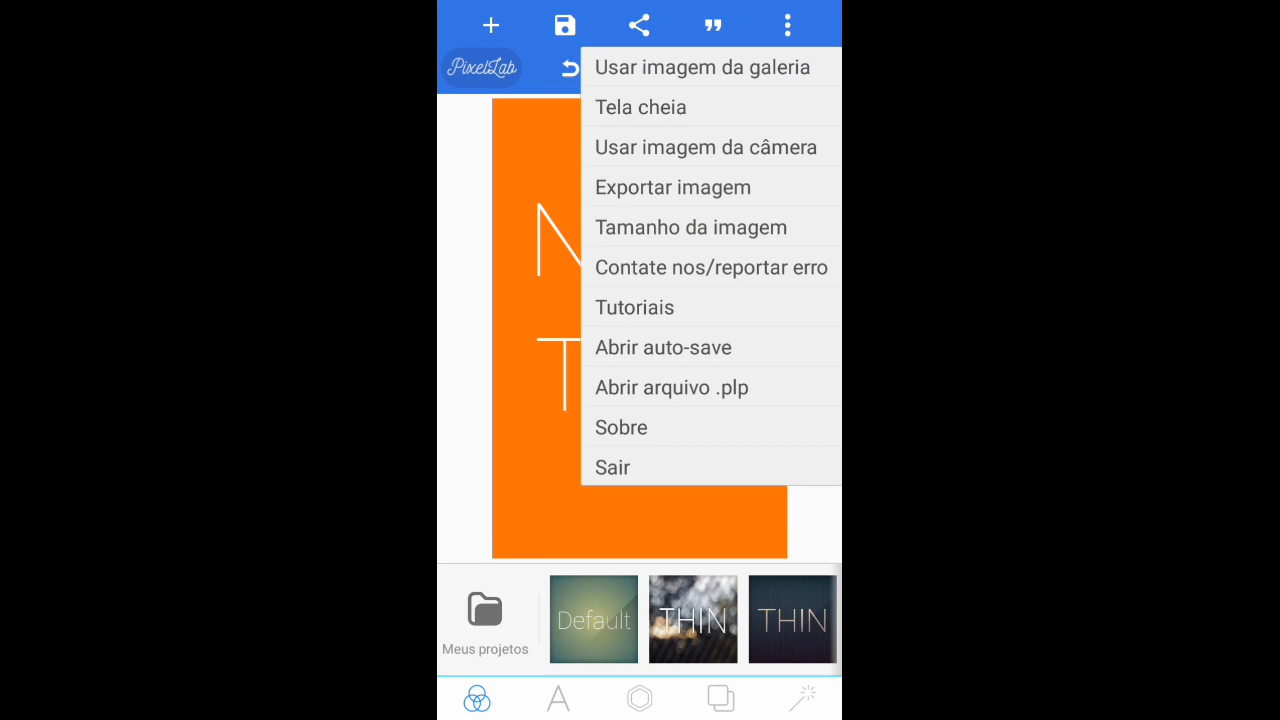 PixelLab
Usar imagem da galeria
Tela cheia
Usar imagem da câmera
Exportar imagem
Tamanho da imagem
Contate nos/reportar erro
Tutoriais
Abrir auto-save
Abrir arquivo .plp
Sobre
Sair
N
T
Meus projetos
Default
THIN
THIN
A